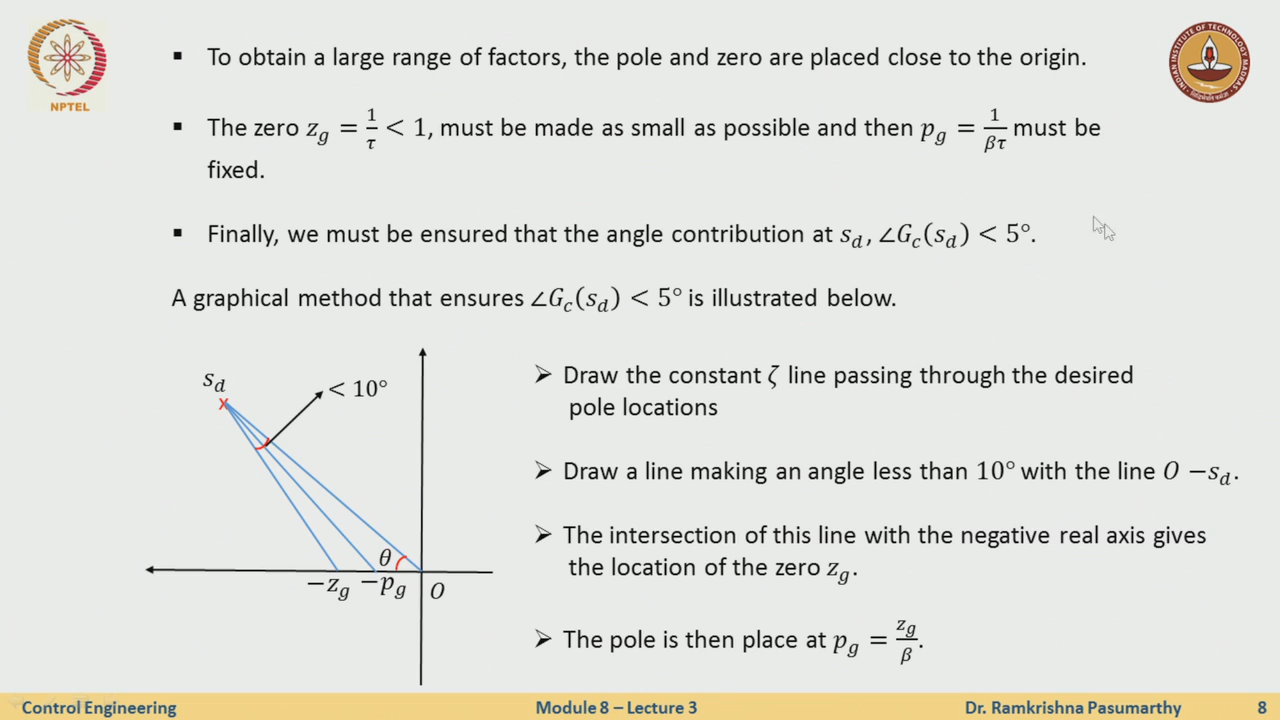 NPTEL
INDIAN INSTITUTE OF TECHNOLOGY MADRAS
▪ To obtain a large range of factors, the pole and zero are placed close to the origin.
▪ The zero z_g = 1/τ < 1, must be made as small as possible and then p_g = 1/βτ must be
fixed.
▪ Finally, we must be ensured that the angle contribution at s_d, ∠G_c(s_d) < 5°.
A graphical method that ensures ∠G_c(s_d) < 5° is illustrated below.
s_d
x
< 10°
θ
−z_g
−p_g
O
➢ Draw the constant ζ line passing through the desired
pole locations
➢ Draw a line making an angle less than 10° with the line O −s_d.
➢ The intersection of this line with the negative real axis gives
the location of the zero z_g.
➢ The pole is then place at p_g = z_g/β.
Control Engineering
Module 8 – Lecture 3
Dr. Ramkrishna Pasumarthy
8